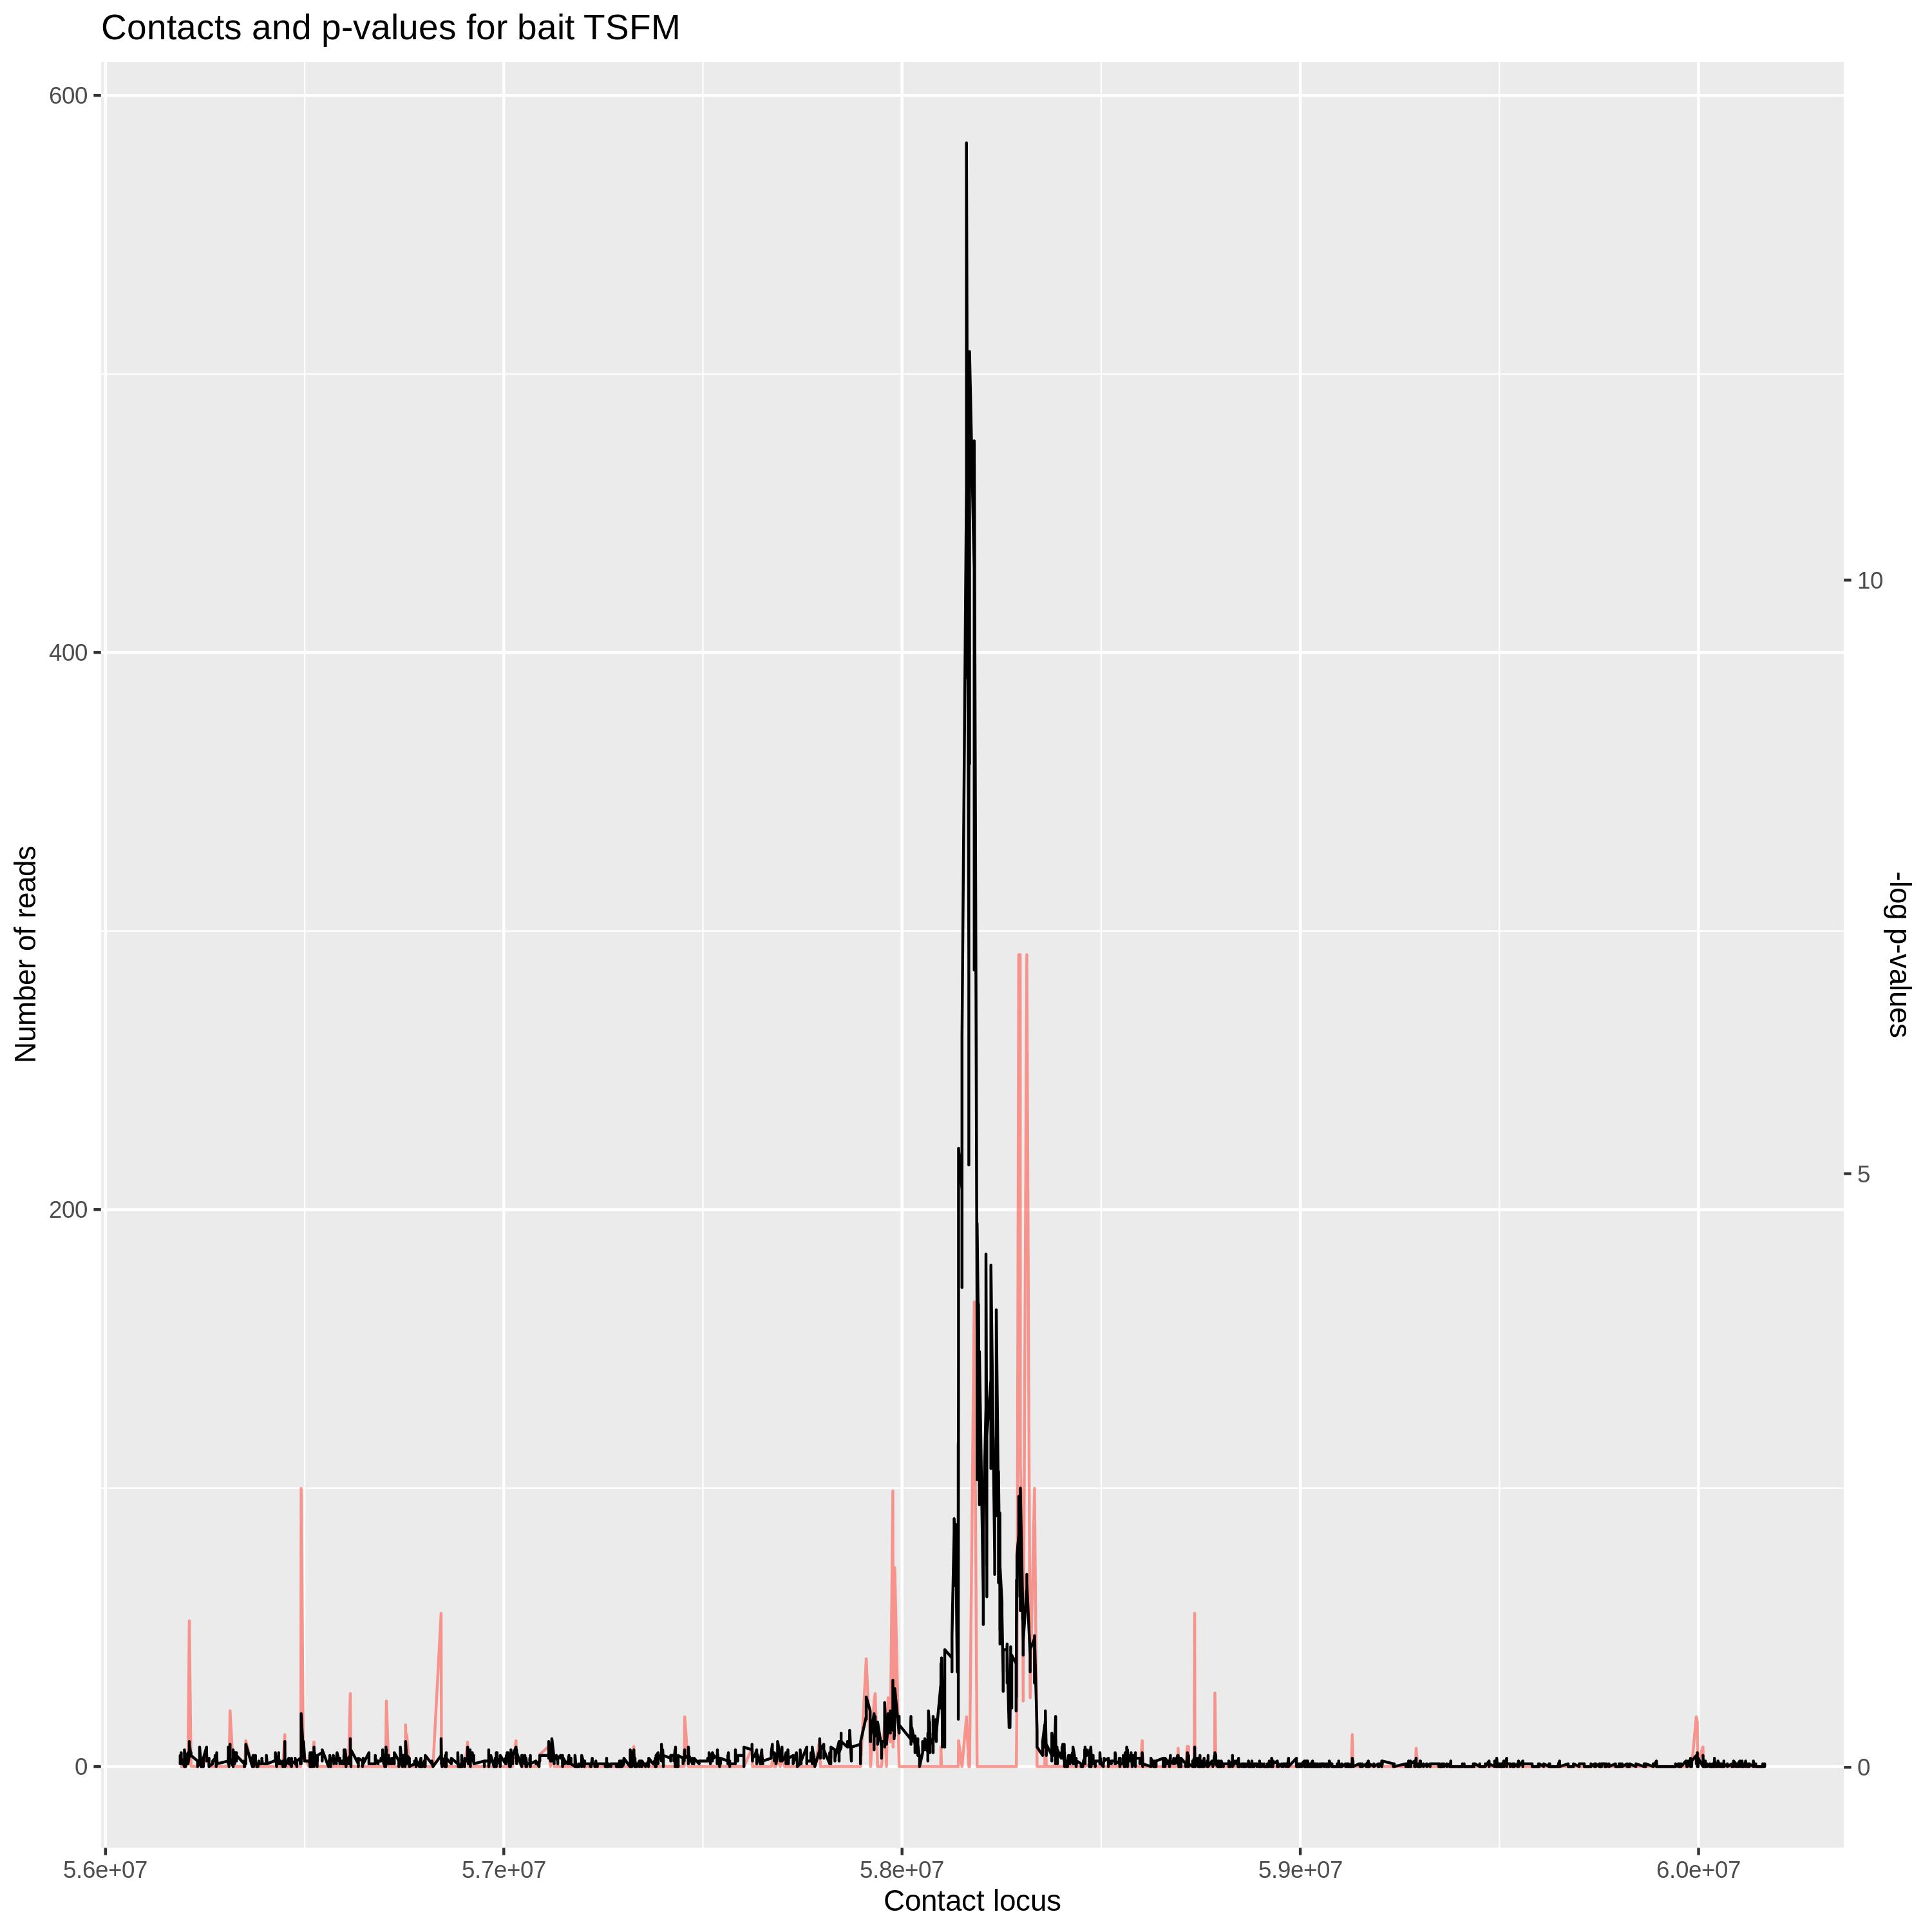 Contacts and p-values for bait TSFM
600
400
200
0
10
5
0
Number of reads
-log p-values
5.6e+07 5.7e+07 5.8e+07 5.9e+07 6.0e+07
Contact locus